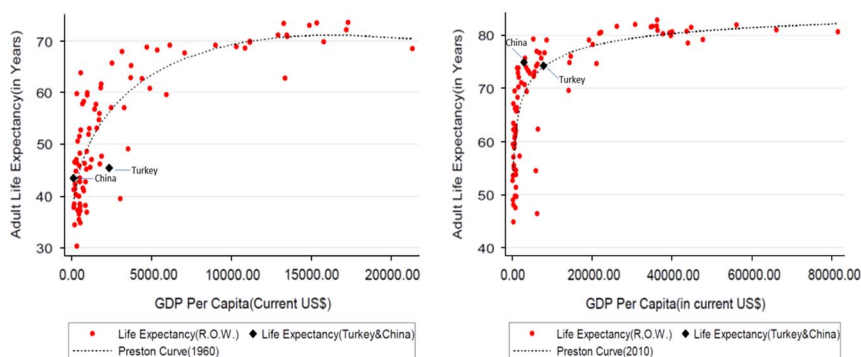 Adult Life Expectancy(in Years)
70
60
50
40
30
China
Turkey
0.00 5000.00 10000.00 15000.00 20000.00
GDP Per Capita(Current US$)
Life Expectancy(R.O.W.) Life Expectancy(Turkey&China)
Preston Curve(1960)
Adult Life Expectancy(in Years)
80
70
60
50
40
China
Turkey
0.00 20000.00 40000.00 60000.00 80000.00
GDP Per Capita(in current US$)
Life Expectancy(R,O.W.) Life Expectancy(Turkey&China)
Preston Curve(2010)